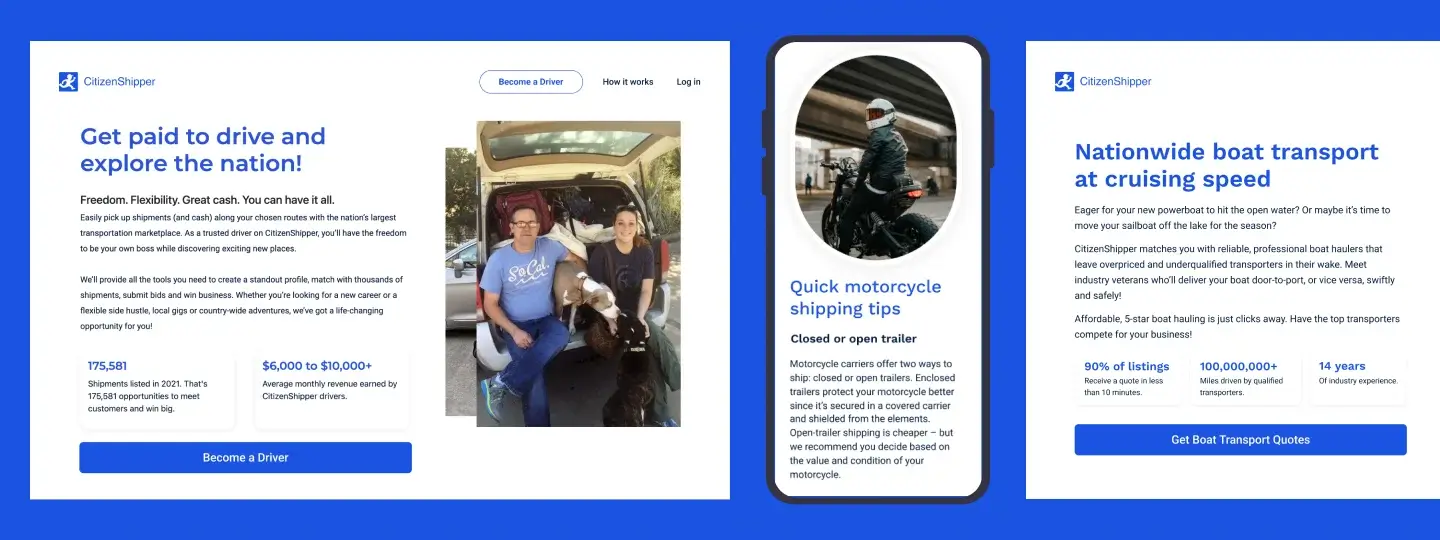 CitizenShipper
Become a Driver
How it works
Log in
Get paid to drive and
explore the nation!
Freedom. Flexibility. Great cash. You can have it all.
Easily pick up shipments (and cash) along your chosen routes with the nation's largest
transportation marketplace. As a trusted driver on CitizenShipper, you'll have the freedom
to be your own boss while discovering exciting new places.
We'll provide all the tools you need to create a standout profile, match with thousands of
shipments, submit bids and win business. Whether you're looking for a new career or a
flexible side hustle, local gigs or country-wide adventures, we've got a life-changing
opportunity for you!
175,581
Shipments listed in 2021. That's
175,581 opportunities to meet
customers and win big.
$6,000 to $10,000+
Average monthly revenue earned by
CitizenShipper drivers.
Become a Driver
So Cal.
Quick motorcycle
shipping tips
Closed or open trailer
Motorcycle carriers offer two ways to
ship: closed or open trailers. Enclosed
trailers protect your motorcycle better
since it's secured in a covered carrier
and shielded from the elements.
Open-trailer shipping is cheaper – but
we recommend you decide based on
the value and condition of your
motorcycle.
CitizenShipper
Nationwide boat transport
at cruising speed
Eager for your new powerboat to hit the open water? Or maybe it's time to
move your sailboat off the lake for the season?
CitizenShipper matches you with reliable, professional boat haulers that
leave overpriced and underqualified transporters in their wake. Meet
industry veterans who'll deliver your boat door-to-port, or vice versa, swiftly
and safely!
Affordable, 5-star boat hauling is just clicks away. Have the top transporters
compete for your business!
90% of listings
Receive a quote in less
than 10 minutes.
100,000,000+
Miles driven by qualified
transporters.
14 years
Of industry experience.
Get Boat Transport Quotes